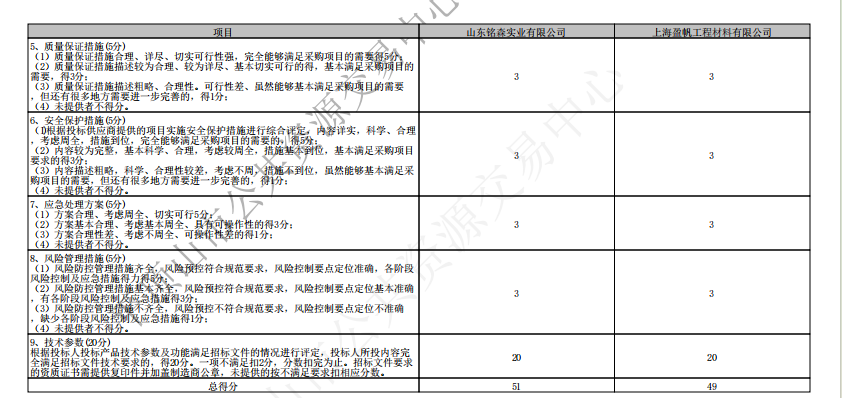 项目 山东铭森实业有限公司 上海盈帆工程材料有限公司
5、质量保证措施(5分)
(1)质量保证措施合理、详尽、切实可行性强，完全能够满足采购项目的需要得5分；
(2)质量保证措施描述较为合理、较为详尽、基本切实可行的得，基本满足采购项目的
需要，得3分；
(3)质量保证措施描述粗略、合理性。可行性差、虽然能够基本满足采购项目的需要
，但还有很多地方需要进一步完善的，得1分；
(4)未提供者不得分。
3 3
6、安全保护措施(5分)
(1)根据投标供应商提供的项目实施安全保护措施进行综合评定。内容详实，科学、合理
，考虑周全，措施到位，完全能够满足采购项目的需要的，得5分；
(2)内容较为完整，基本科学、合理，考虑较周全，措施基本到位，基本满足采购项目
要求的得3分；
(3)内容描述粗略，科学、合理性较差，考虑不周，措施不到位，虽然能够基本满足采
购项目的需要，但还有很多地方需要进一步完善的，得1分；
(4)未提供者不得分。
3 3
7、应急处理方案(5分)
(1)方案合理、考虑周全、切实可行5分；
(2)方案基本合理、考虑基本周全、具有可操作性的得3分；
(3)方案合理性差、考虑不周全、可操作性差的得1分；
(4)未提供者不得分。
3 3
8、风险管理措施(5分)
(1)风险防控管理措施齐全，风险预控符合规范要求，风险控制要点定位准确，各阶段
风险控制及应急措施得力得5分；
(2)风险防控管理措施基本齐全，风险预控符合规范要求，风险控制要点定位基本准确
，有各阶段风险控制及应急措施得3分；
(3)风险防控管理措施不齐全，风险预控不符合规范要求，风险控制要点定位不准确
，缺少各阶段风险控制及应急措施得1分；
(4)未提供者不得分。
3 3
9、技术参数(20分)
根据投标人投标产品技术参数及功能满足招标文件的情况进行评定，投标人所投内容完
全满足招标文件技术要求的，得20分。一项不满足扣2分，分数扣完为止。招标文件要求
的资质证书需提供复印件并加盖制造商公章，未提供的按不满足要求扣相应分数。
20 20
总得分 51 49
山市公共资源交易中心
山市公共资源交易中心